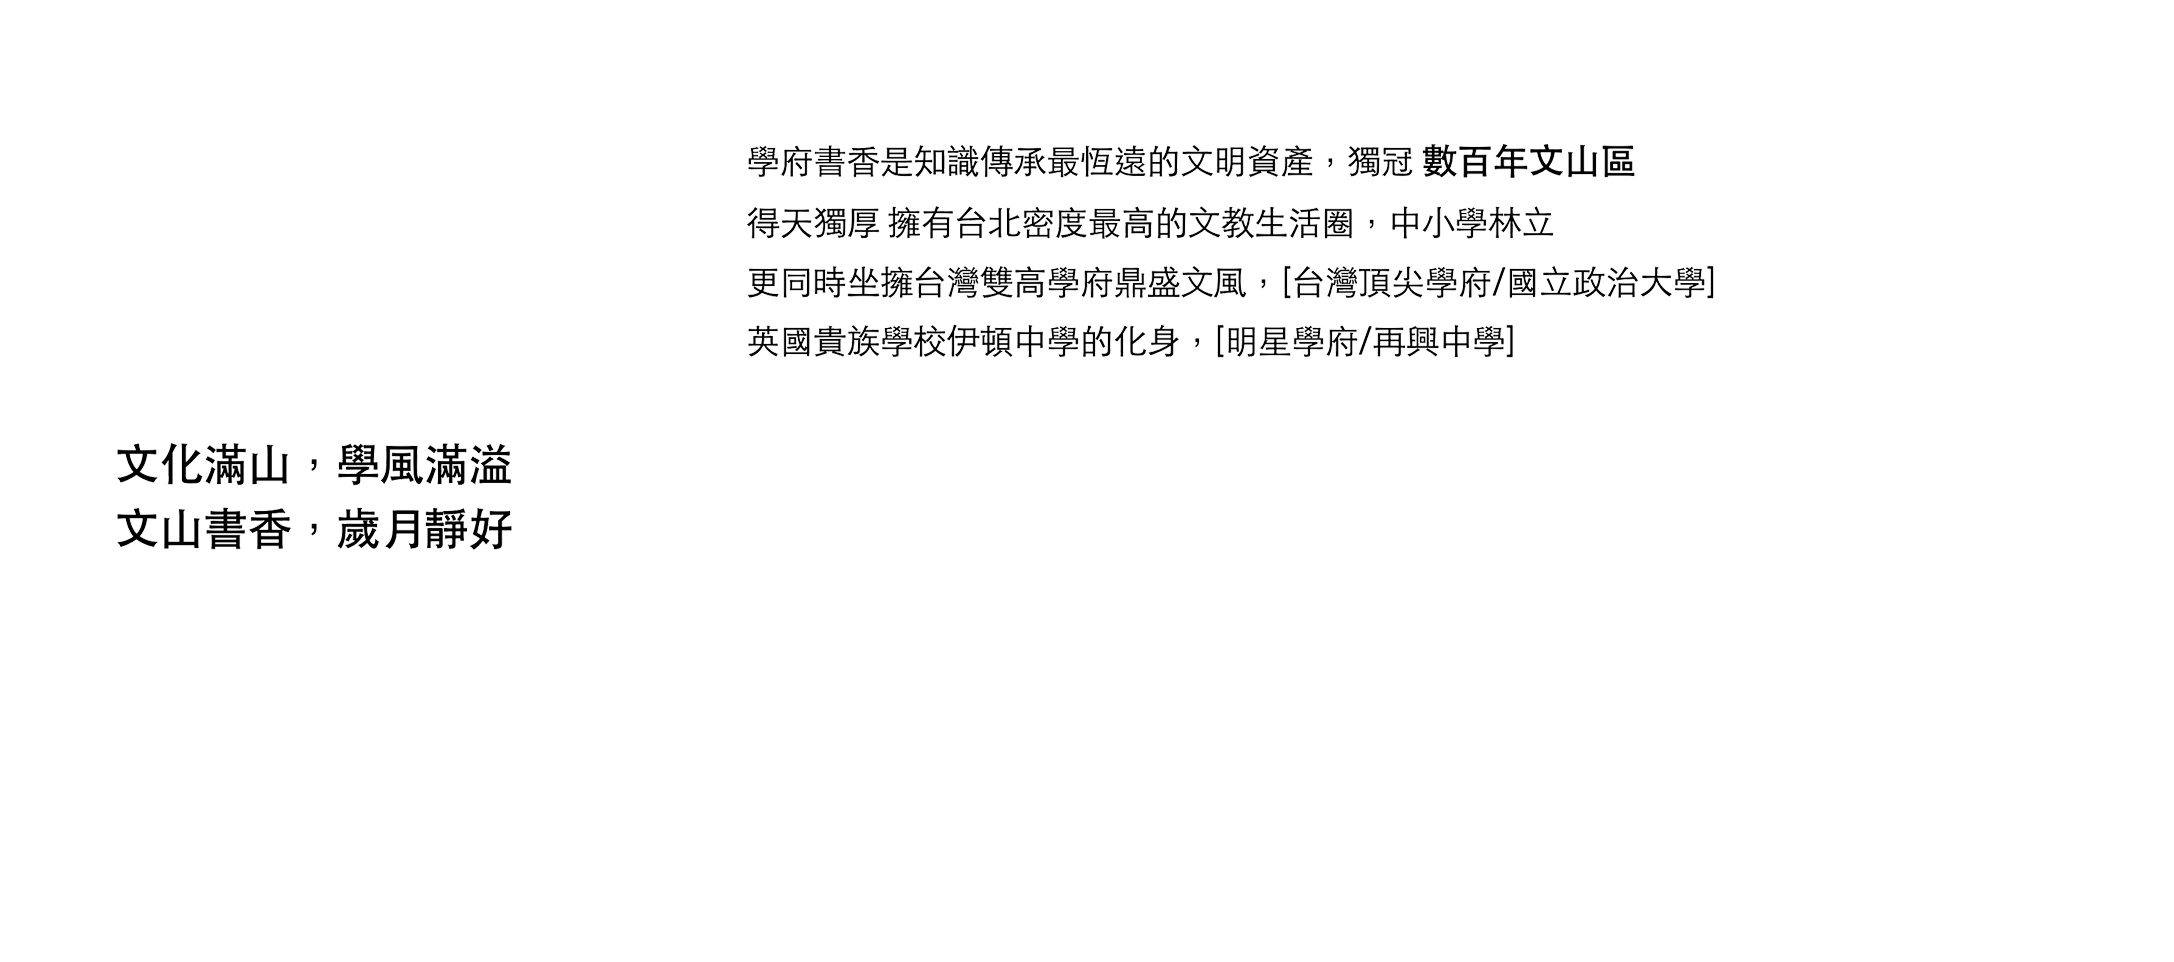 學府書香是知識傳承最恆遠的文明資產，獨冠 數百年文山區
得天獨厚 擁有台北密度最高的文教生活圈，中小學林立
更同時坐擁台灣雙高學府鼎盛文風，[台灣頂尖學府/國立政治大學]
英國貴族學校伊頓中學的化身，[明星學府/再興中學]
文化滿山，學風滿溢
文山書香，歲月靜好